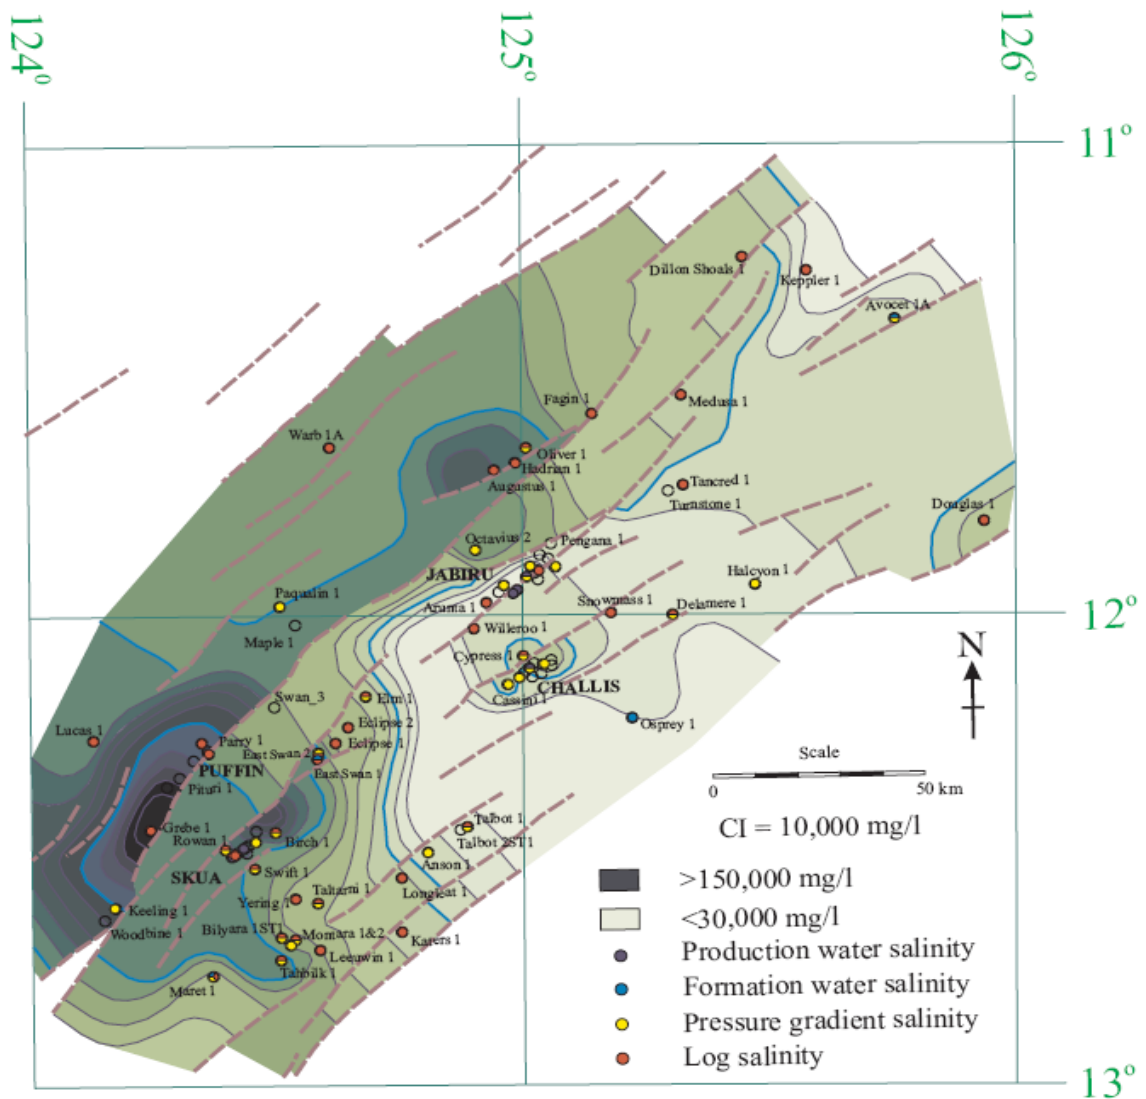 124°
125°
126°
11°
Dillon Shoals 1
Keppler 1
Avocet 1A
Fagin 1
Medusa 1
Warb 1A
Oliver 1
Hadrian 1
Augustus 1
Tancred 1
Turnstone 1
Douglas 1
Octavius 2
Pengana 1
JABIRU
Halcyon 1
Paqualin 1
Snowmass 1
Delamere 1
12°
Willeroo 1
Maple 1
N
Cypress 1
CHALLIS
Cassini 1
Swan_3
Elm 1
Eclipse 2
Osprey 1
Lucas 1
Parry 1
Eclipse 1
East Swan 2
Scale
PUFFIN
East Swan 1
Pituri 1
0
50 km
Talbot 1
CI = 10,000 mg/l
Grebe 1
Rowan 1
Birch 1
Talbot 2ST1
Anson 1
SKUA
Swift 1
>150,000 mg/l
Longleat 1
Taltarni 1
Yering 1
Keeling 1
<30,000 mg/l
Woodbine 1
Bilyara 1ST1
Montara 1&2
Karers 1
Production water salinity
Leeuwin 1
Tahbilk 1
Maret 1
Formation water salinity
Pressure gradient salinity
Log salinity
13°